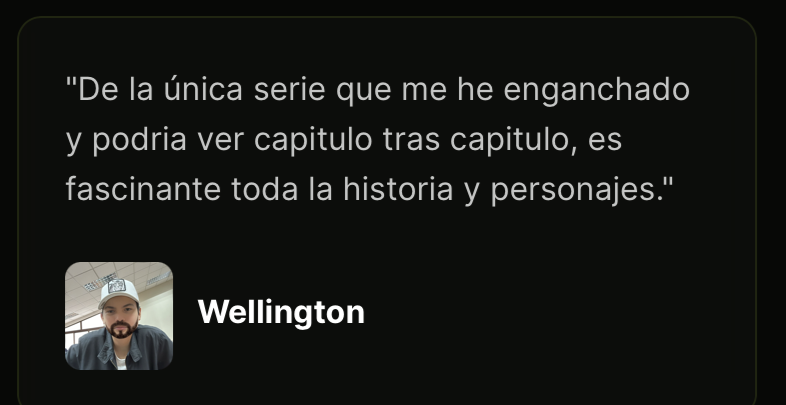 "De la única serie que me he enganchado
y podria ver capitulo tras capitulo, es
fascinante toda la historia y personajes."
Wellington